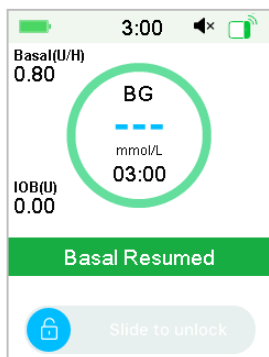 3:00
Basal(U/H)
0.80
BG
---
mmol/L
03:00
IOB(U)
0.00
Basal Resumed
Slide to unlock